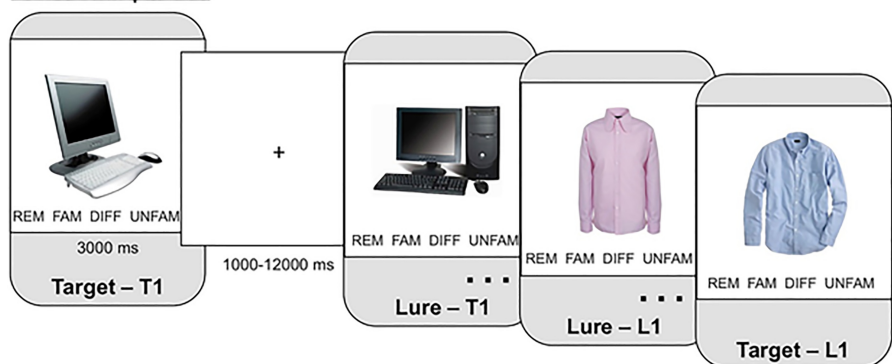 REM FAM DIFF UNFAM
3000 ms
Target – T1
+
1000-12000 ms
REM FAM DIFF UNFAM
...
Lure – T1
REM FAM DIFF UNFAM
...
Lure – L1
REM FAM DIFF UNFAM
Target – L1